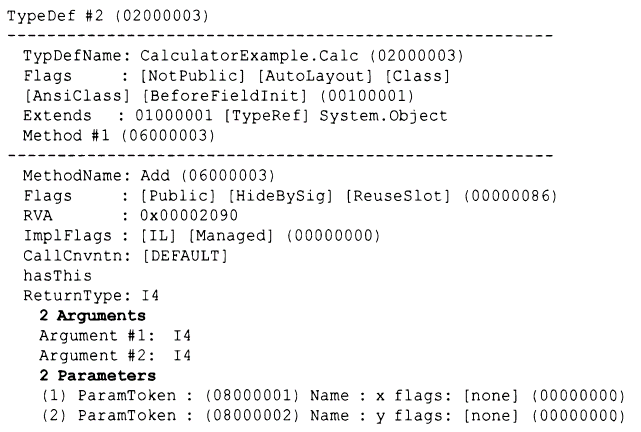 TypeDef #2 (02000003)
-------------------------------------------------------
TypDefName: CalculatorExample.Calc (02000003)
Flags     : [NotPublic] [AutoLayout] [Class]
[AnsiClass] [BeforeFieldInit] (00100001)
Extends   : 01000001 [TypeRef] System.Object
Method #1 (06000003)
-------------------------------------------------------
MethodName: Add (06000003)
Flags     : [Public] [HideBySig] [ReuseSlot] (00000086)
RVA       : 0x00002090
ImplFlags : [IL] [Managed] (00000000)
CallCnvntn: [DEFAULT]
hasThis
ReturnType: I4
2 Arguments
Argument #1:  I4
Argument #2:  I4
2 Parameters
(1) ParamToken : (08000001) Name : x flags: [none] (00000000)
(2) ParamToken : (08000002) Name : y flags: [none] (00000000)